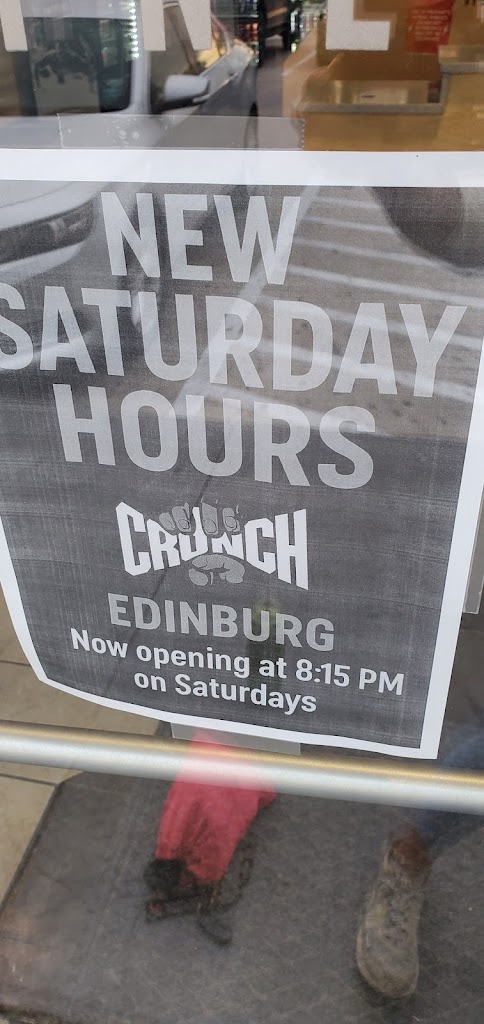 NEW
SATURDAY
HOURS
CRUNCH
EDINBURG
Now opening at 8:15 PM
on Saturdays